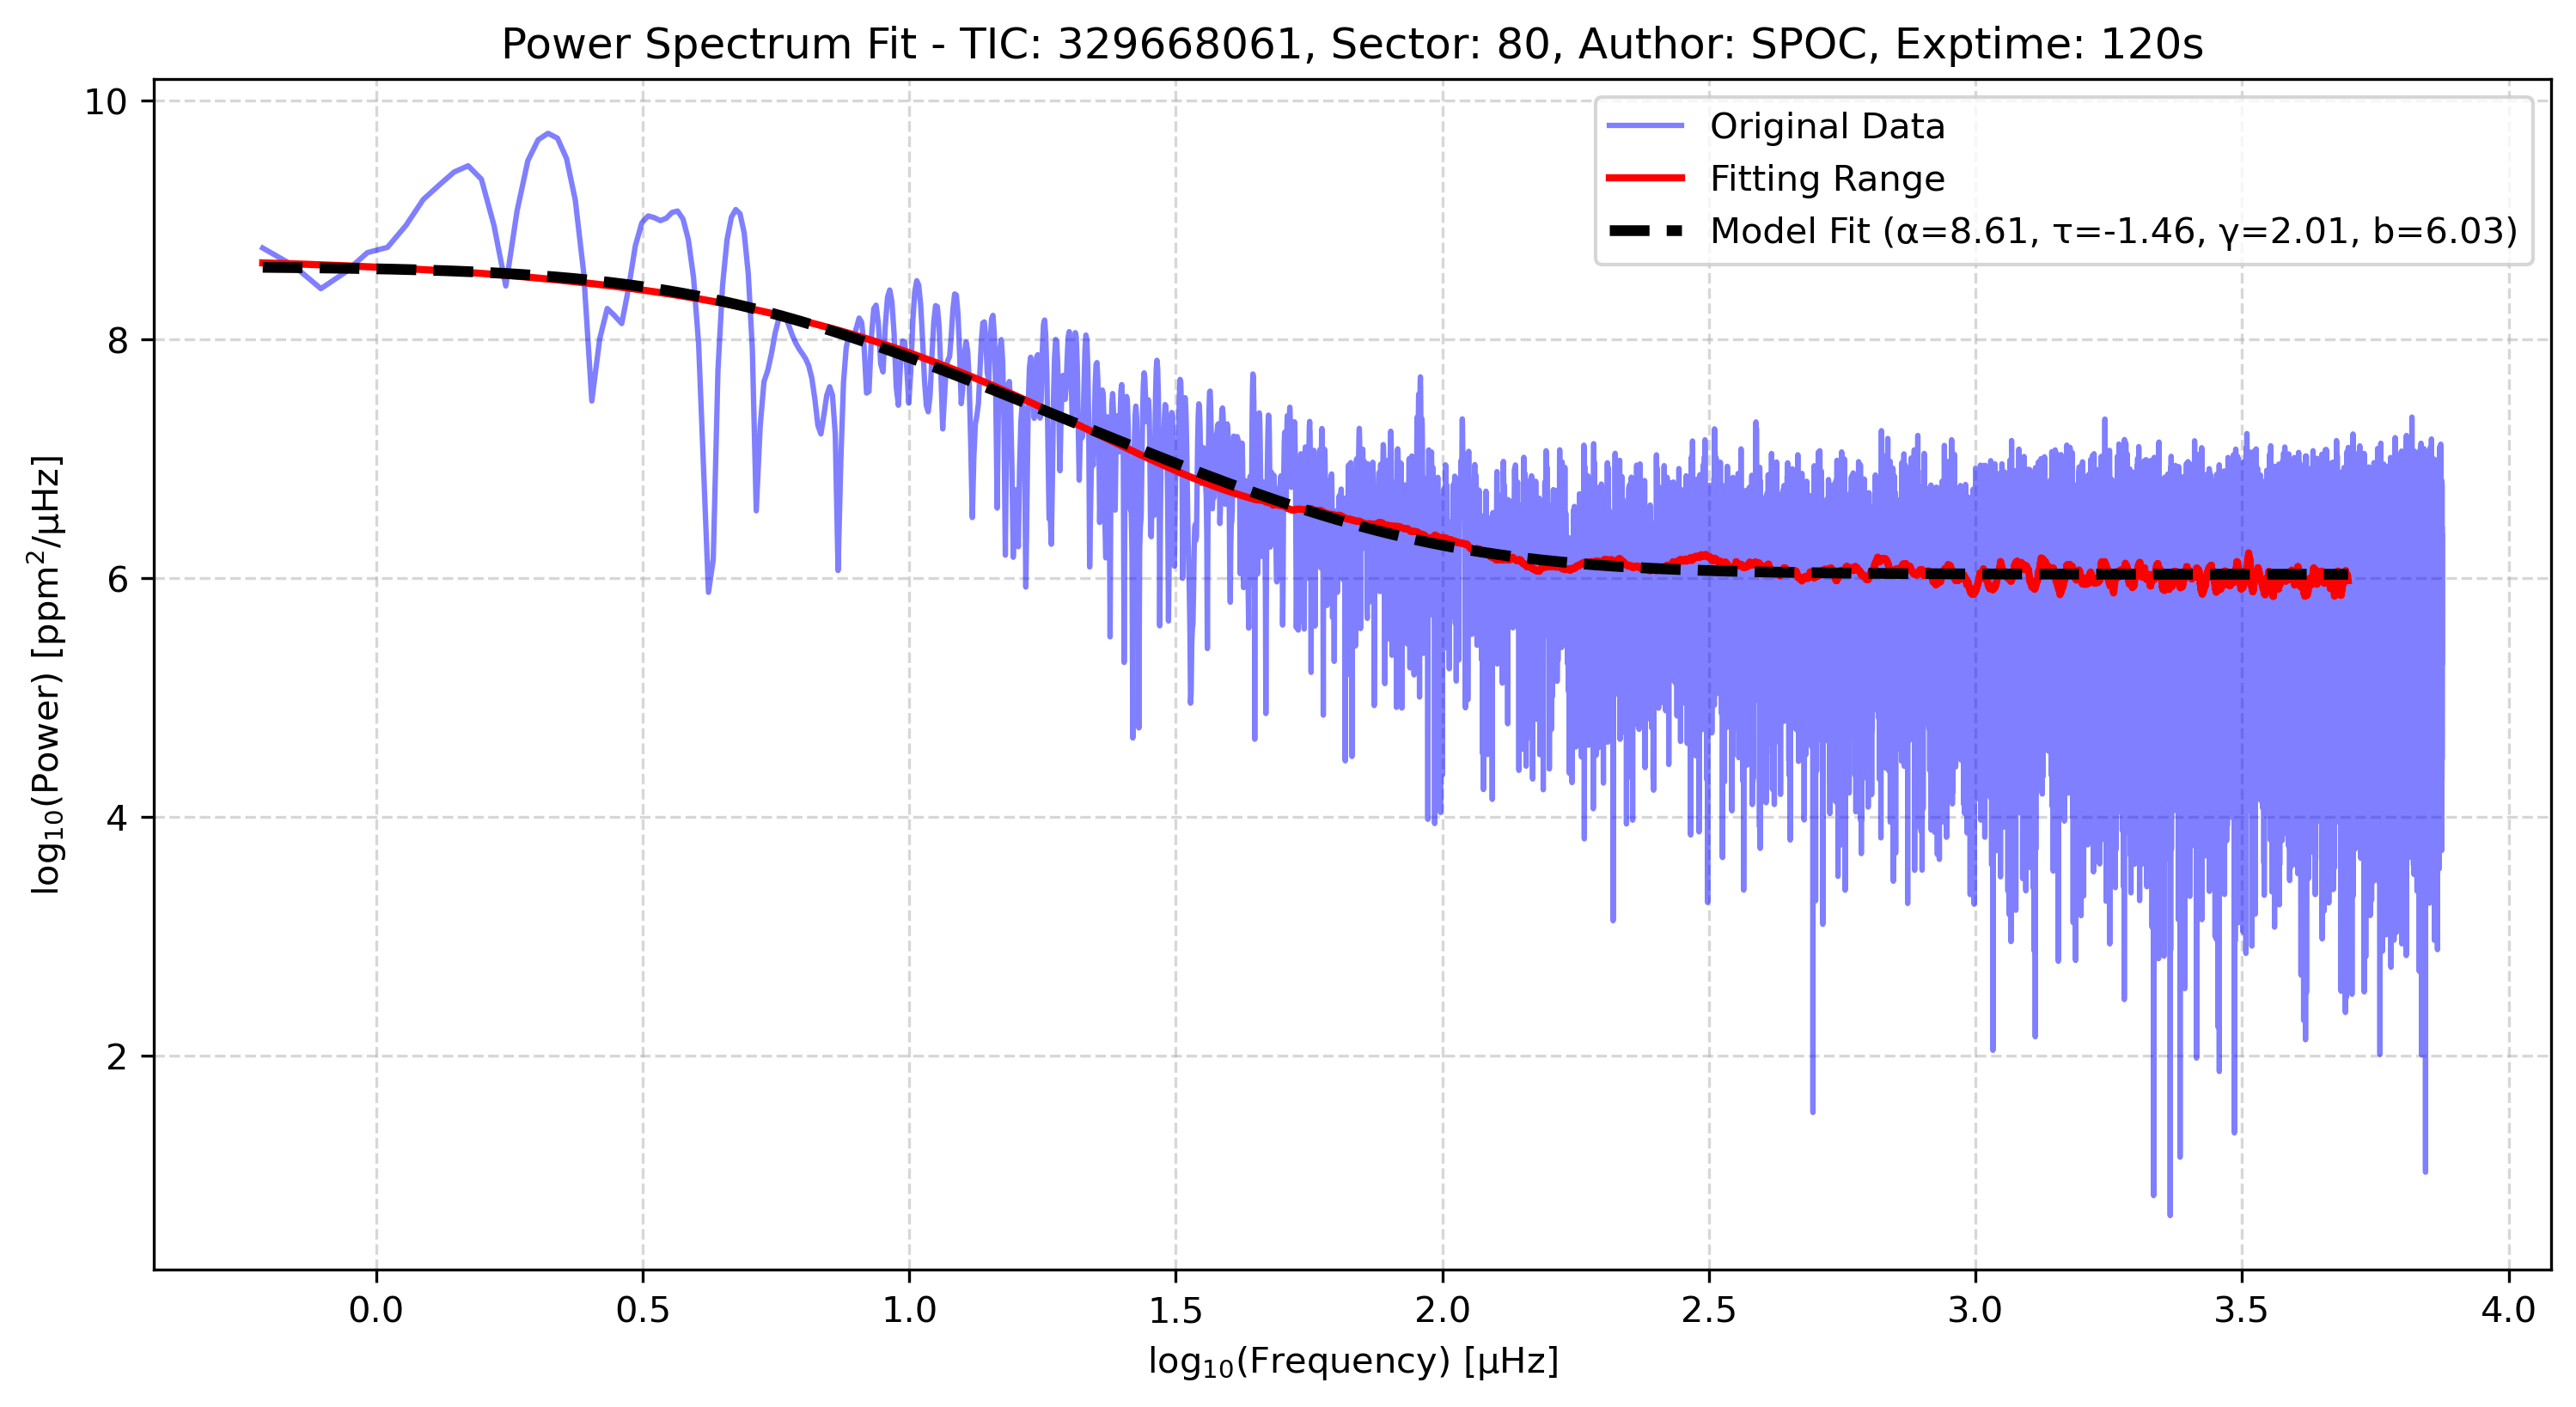 Power Spectrum Fit - TIC: 329668061, Sector: 80, Author: SPOC, Exptime: 120s
Original Data
Fitting Range
Model Fit (α=8.61, τ=-1.46, γ=2.01, b=6.03)
log₁₀(Power) [ppm²/μHz]
10
8
6
4
2
0.0 0.5 1.0 1.5 2.0 2.5 3.0 3.5 4.0
log₁₀(Frequency) [μHz]